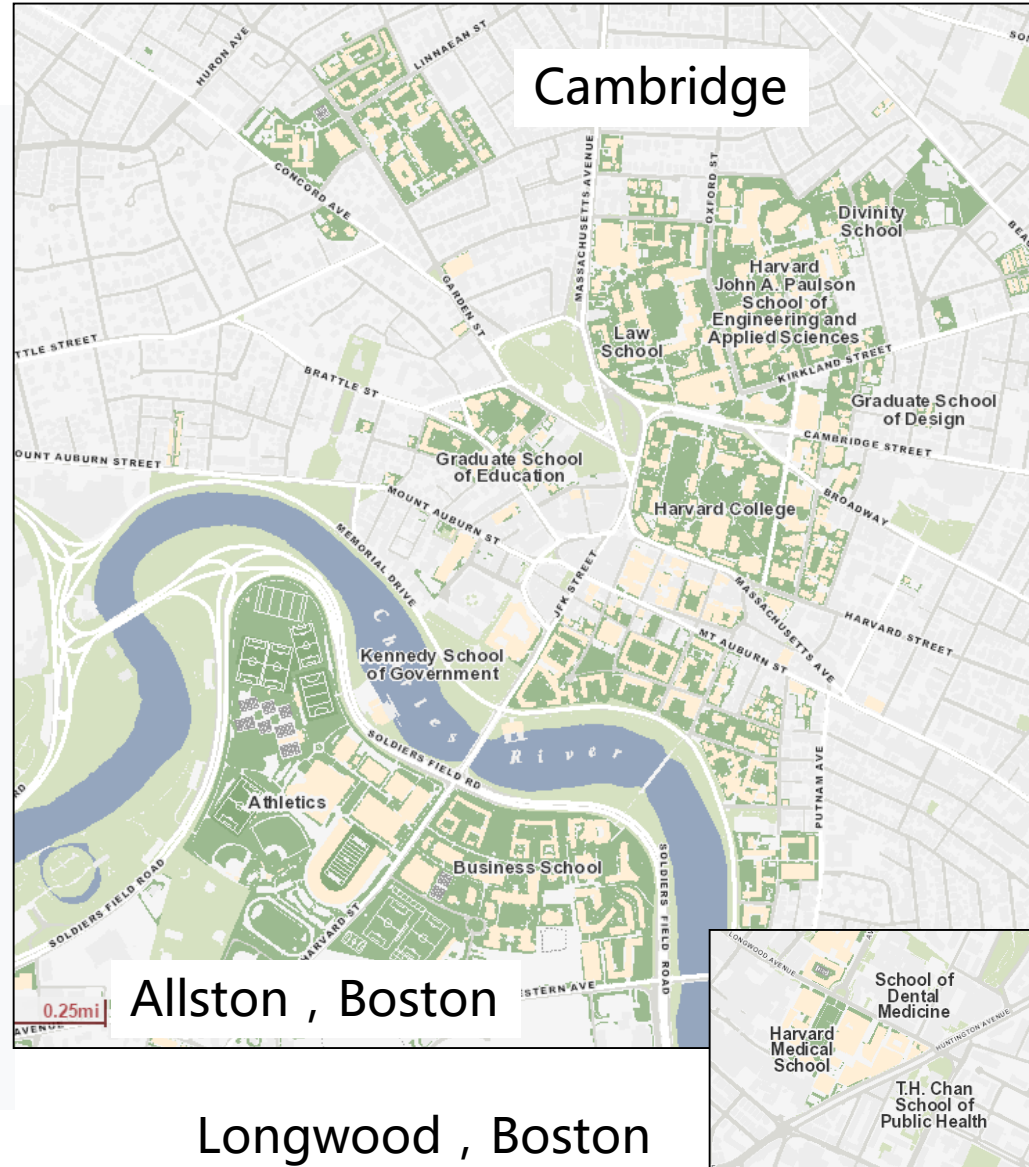 HURON AVE
LINNAEAN ST
Cambridge
SON
CONCORD AVE
MASSACHUSETTS AVENUE
OXFORD ST
Divinity
School
BEA
Harvard
John A. Paulson
School of
Engineering and
Applied Sciences
GARDEN ST
Law
School
TTLE STREET
BRATTLE ST
KIRKLAND STREET
Graduate School
of Design
CAMBRIDGE STREET
OUNT AUBURN STREET
Graduate School
of Education
MOUNT AUBURN ST
Harvard College
BROADWAY
MEMORIAL DRIVE
JFK STREET
MASSACHUSETTS AVE
HARVARD STREET
MT AUBURN ST
Charles River
Kennedy School
of Government
SOLDIERS FIELD RD
RD
PUTNAM AVE
Athletics
Business School
SOLDIERS FIELD ROAD
SOLDIERS FIELD ROAD
N HARVARD ST
ESTERN AVE
0.25mi
Allston , Boston
AVENUE
LONGWOOD AVENUE
AV
School of
Dental
Medicine
HUNTINGTON AVENUE
Harvard
Medical
School
T.H. Chan
School of
Public Health
Longwood , Boston